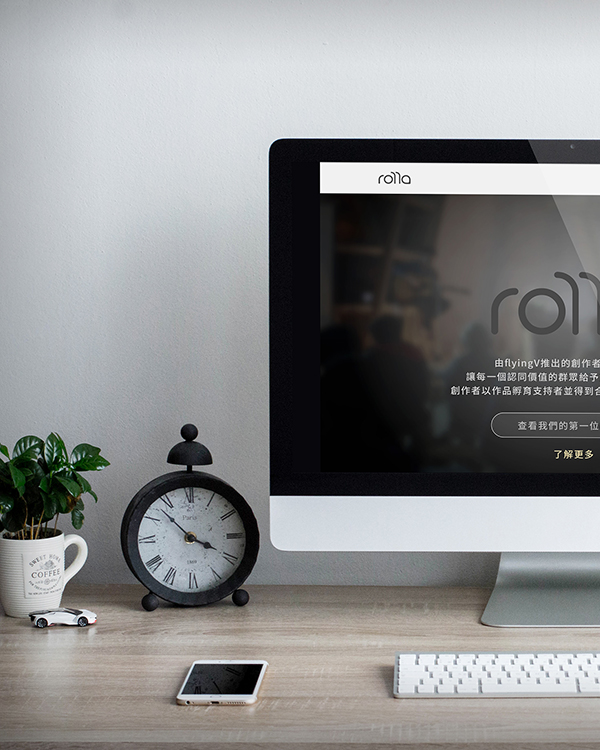 rolla
rolla
由flyingV推出的創作者
讓每一個認同價值的群眾給予
創作者以作品孵育支持者並得到合
查看我們的第一位
了解更多
Paris
1869
SWEET HOME
COFFEE